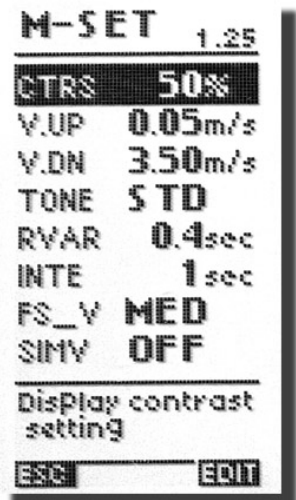 M-SET 1.25
CTRS 50%
V.UP 0.05m/s
V.DN 3.50m/s
TONE STD
RVAR 0.4sec
INTE 1sec
FS_V MED
SIMV OFF
Display contrast
setting
ESC EDIT